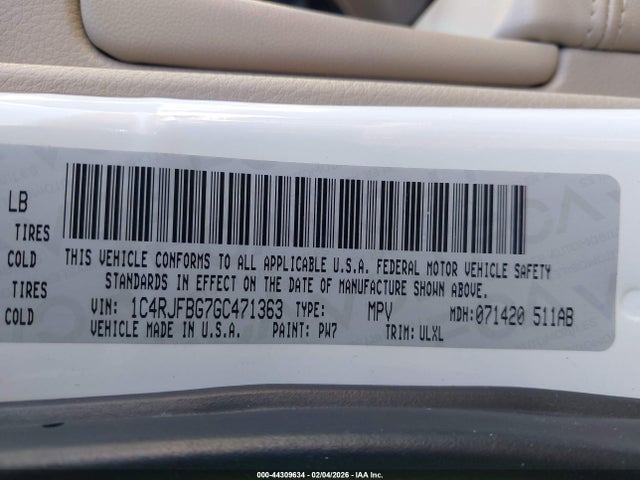 LB
TIRES
COLD
THIS VEHICLE CONFORMS TO ALL APPLICABLE U.S.A. FEDERAL MOTOR VEHICLE SAFETY
TIRES
STANDARDS IN EFFECT ON THE DATE OF MANUFACTURE SHOWN ABOVE.
COLD
VIN: 1C4RJFBG7GC471363 TYPE: MPV MDH:071420 511AB
VEHICLE MADE IN U.S.A. PAINT: PW7 TRIM: ULXL
000-44309634 - 02/04/2026 - IAA Inc.